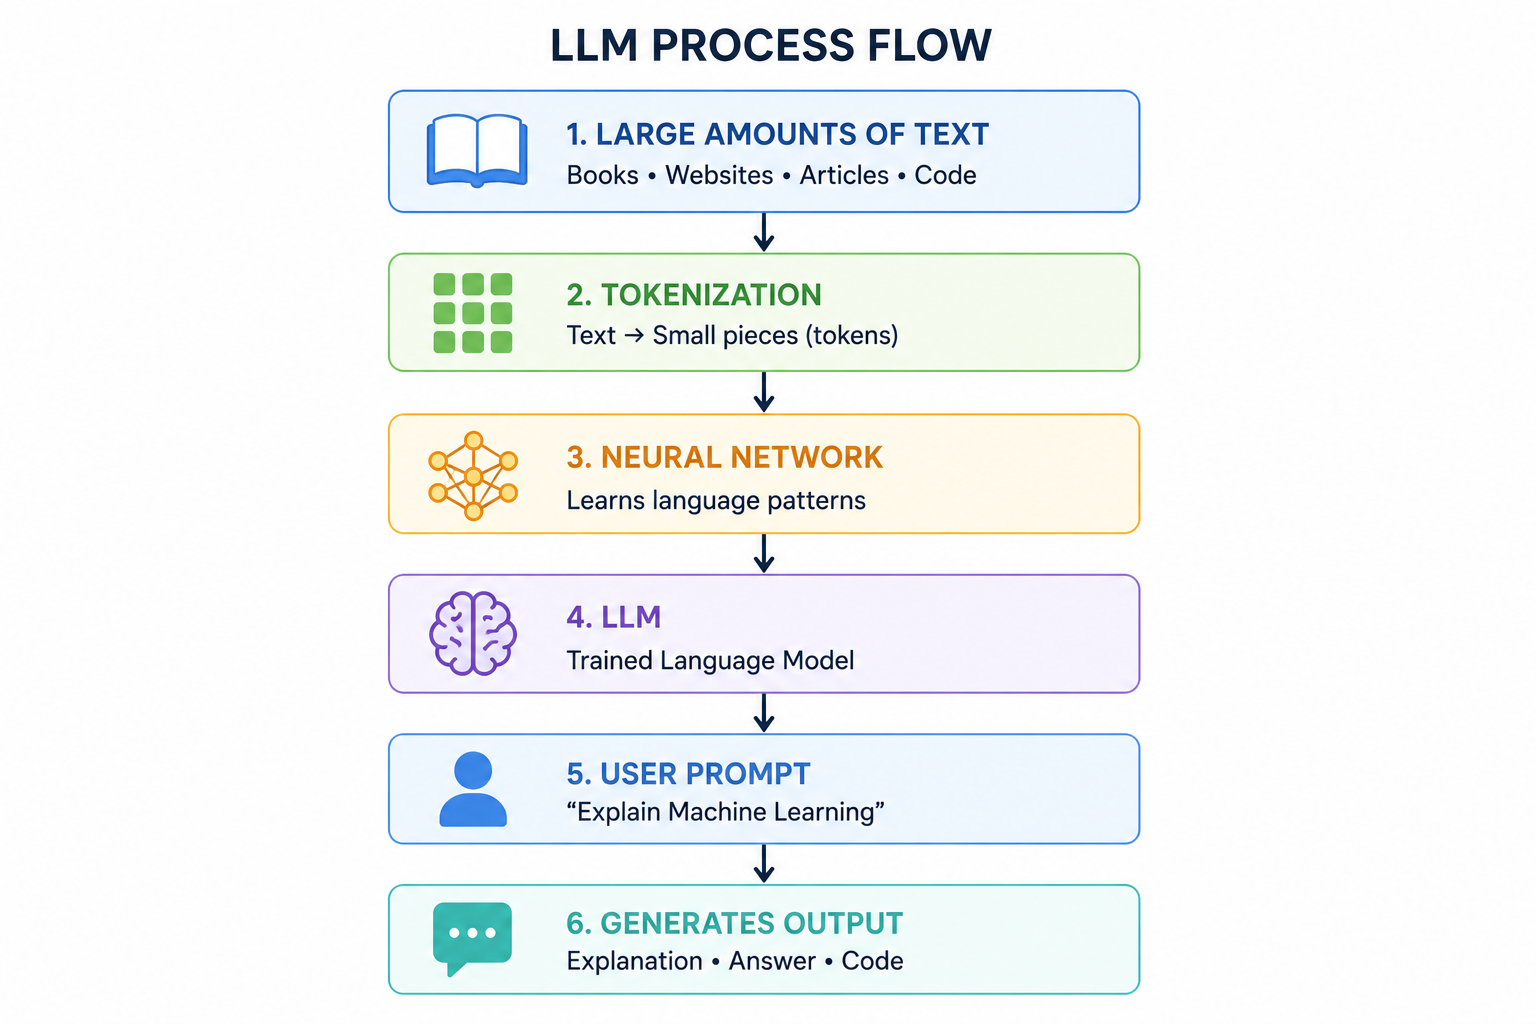 LLM PROCESS FLOW
1. LARGE AMOUNTS OF TEXT
Books • Websites • Articles • Code
2. TOKENIZATION
Text → Small pieces (tokens)
3. NEURAL NETWORK
Learns language patterns
4. LLM
Trained Language Model
5. USER PROMPT
“Explain Machine Learning”
6. GENERATES OUTPUT
Explanation • Answer • Code